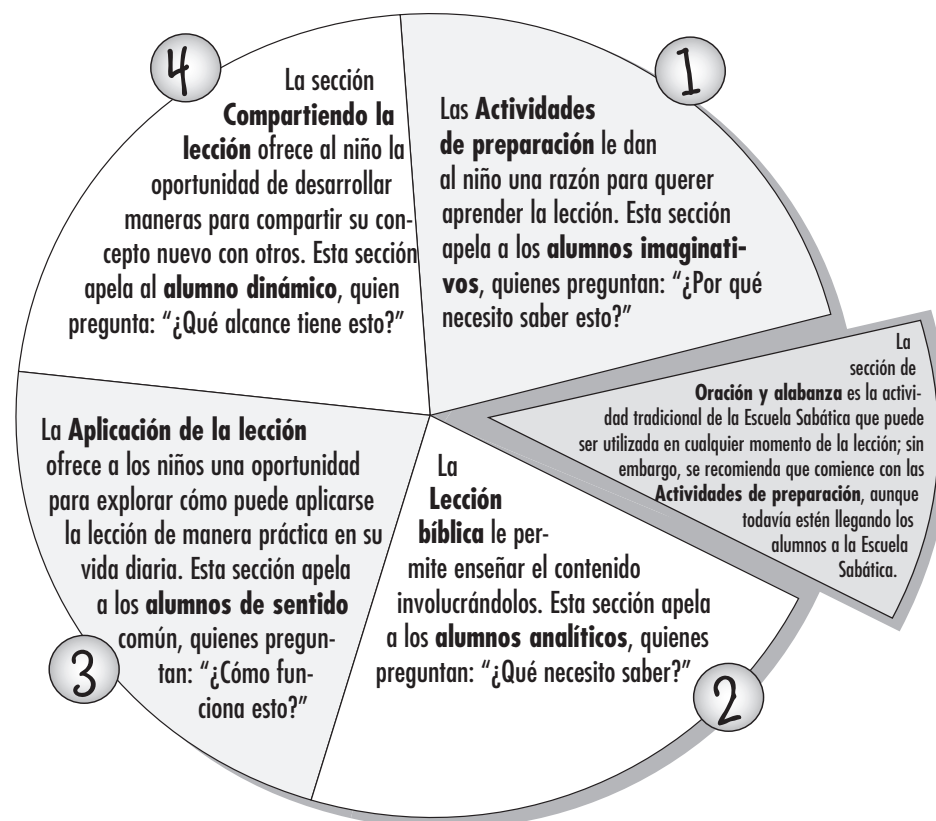 1
Las Actividades
de preparación le dan
al niño una razón para querer
aprender la lección. Esta sección
apela a los alumnos imaginati-
vos, quienes preguntan: “¿Por qué
necesito saber esto?”
La
sección de
Oración y alabanza es la activi-
dad tradicional de la Escuela Sabática que puede
ser utilizada en cualquier momento de la lección; sin
embargo, se recomienda que comience con las
Actividades de preparación, aunque
todavía estén llegando los
alumnos a la Escuela
Sabática.
2
La
Lección
bíblica le per-
mite enseñar el contenido
involucrándolos. Esta sección apela
a los alumnos analíticos, quienes
preguntan: “¿Qué necesito saber?”
3
La Aplicación de la lección
ofrece a los niños una oportunidad
para explorar cómo puede aplicarse
la lección de manera práctica en su
vida diaria. Esta sección apela
a los alumnos de sentido
común, quienes pregun-
tan: “¿Cómo fun-
ciona esto?”
4
La sección
Compartiendo la
lección ofrece al niño la
oportunidad de desarrollar
maneras para compartir su con-
cepto nuevo con otros. Esta sección
apela al alumno dinámico, quien
pregunta: “¿Qué alcance tiene esto?”